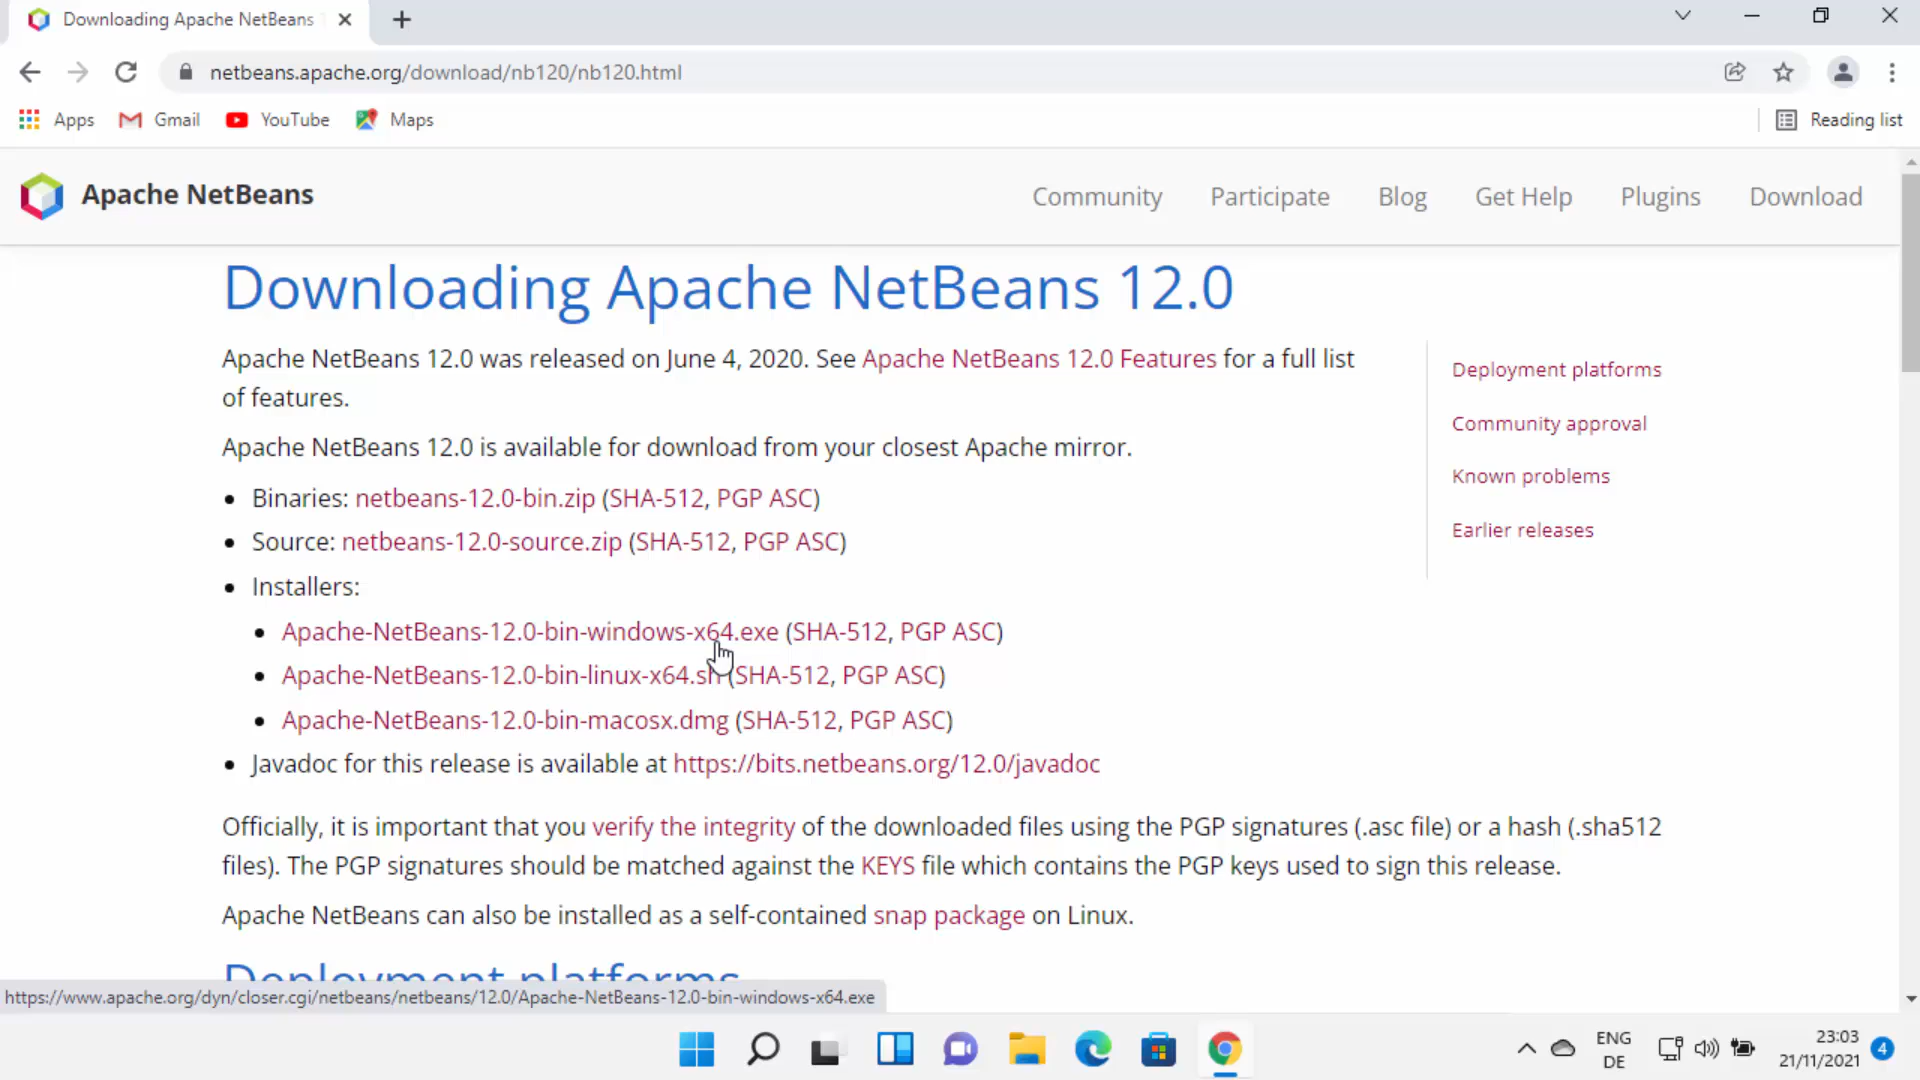 Downloading Apache NetBeans
netbeans.apache.org/download/nb120/nb120.html
Apps Gmail YouTube Maps Reading list
Apache NetBeans Community Participate Blog Get Help Plugins Download
Downloading Apache NetBeans 12.0
Apache NetBeans 12.0 was released on June 4, 2020. See Apache NetBeans 12.0 Features for a full list
of features.
Apache NetBeans 12.0 is available for download from your closest Apache mirror.
• Binaries: netbeans-12.0-bin.zip (SHA-512, PGP ASC)
• Source: netbeans-12.0-source.zip (SHA-512, PGP ASC)
• Installers:
• Apache-NetBeans-12.0-bin-windows-x64.exe (SHA-512, PGP ASC)
• Apache-NetBeans-12.0-bin-linux-x64.sh (SHA-512, PGP ASC)
• Apache-NetBeans-12.0-bin-macosx.dmg (SHA-512, PGP ASC)
• Javadoc for this release is available at https://bits.netbeans.org/12.0/javadoc
Deployment platforms
Community approval
Known problems
Earlier releases
Officially, it is important that you verify the integrity of the downloaded files using the PGP signatures (.asc file) or a hash (.sha512
files). The PGP signatures should be matched against the KEYS file which contains the PGP keys used to sign this release.
Apache NetBeans can also be installed as a self-contained snap package on Linux.
Deployment platforms
https://www.apache.org/dyn/closer.cgi/netbeans/netbeans/12.0/Apache-NetBeans-12.0-bin-windows-x64.exe
ENG
DE
23:03
21/11/2021
4